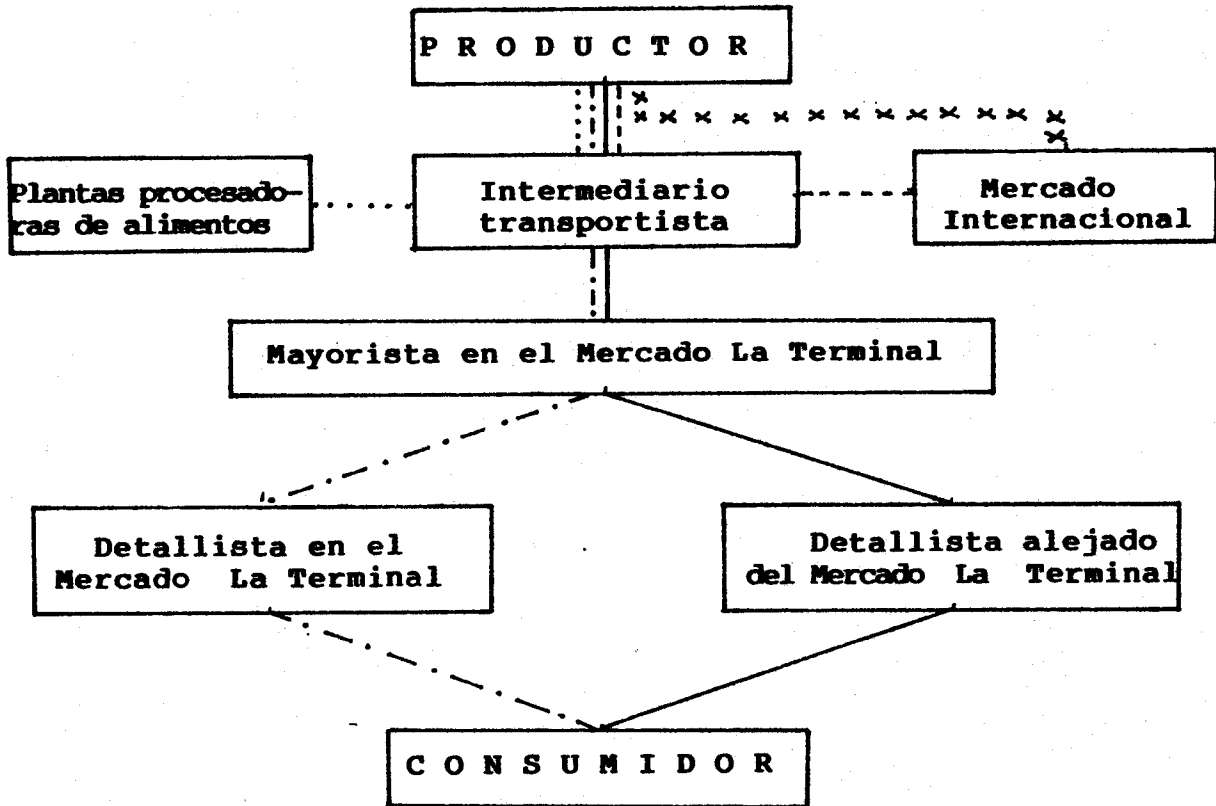 P R O D U C T O R
Plantas procesado-
ras de alimentos
Intermediario
transportista
Mercado
Internacional
Mayorista en el Mercado La Terminal
Detallista en el
Mercado La Terminal
Detallista alejado
del Mercado La Terminal
C O N S U M I D O R